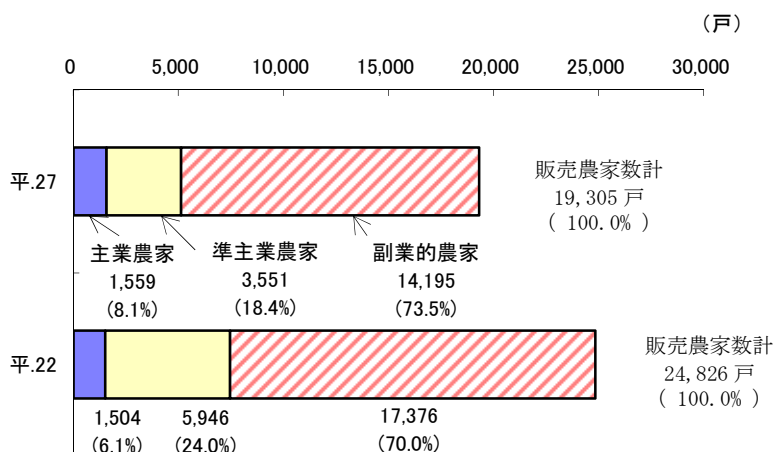 (戸)
0 5,000 10,000 15,000 20,000 25,000 30,000
平.27
販売農家数計
19,305 戸
( 100.0% )
主業農家 準主業農家 副業的農家
1,559 3,551 14,195
(8.1%) (18.4%) (73.5%)
平.22
販売農家数計
24,826 戸
( 100.0% )
1,504 5,946 17,376
(6.1%) (24.0%) (70.0%)